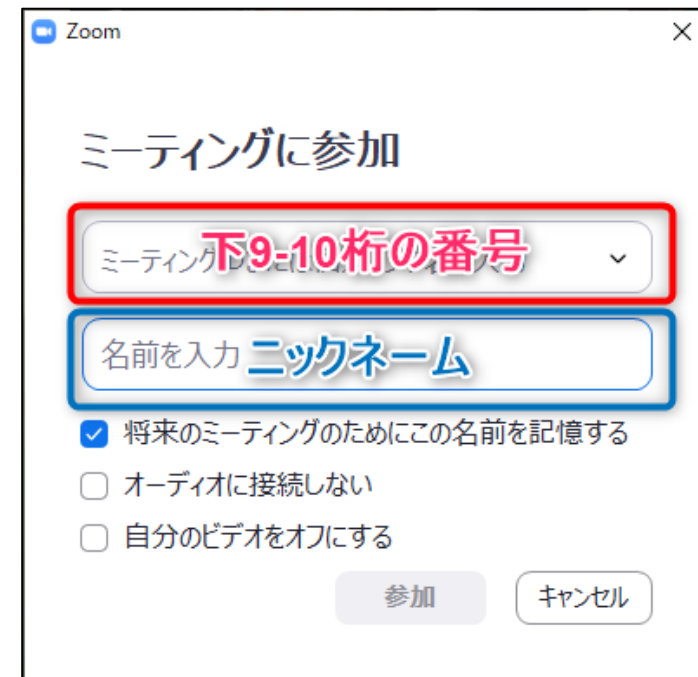 Zoom
ミーティングに参加
下9-10桁の番号
ミーティング
名前を入力 ニックネーム
将来のミーティングのためにこの名前を記憶する
オーディオに接続しない
自分のビデオをオフにする
参加 キャンセル